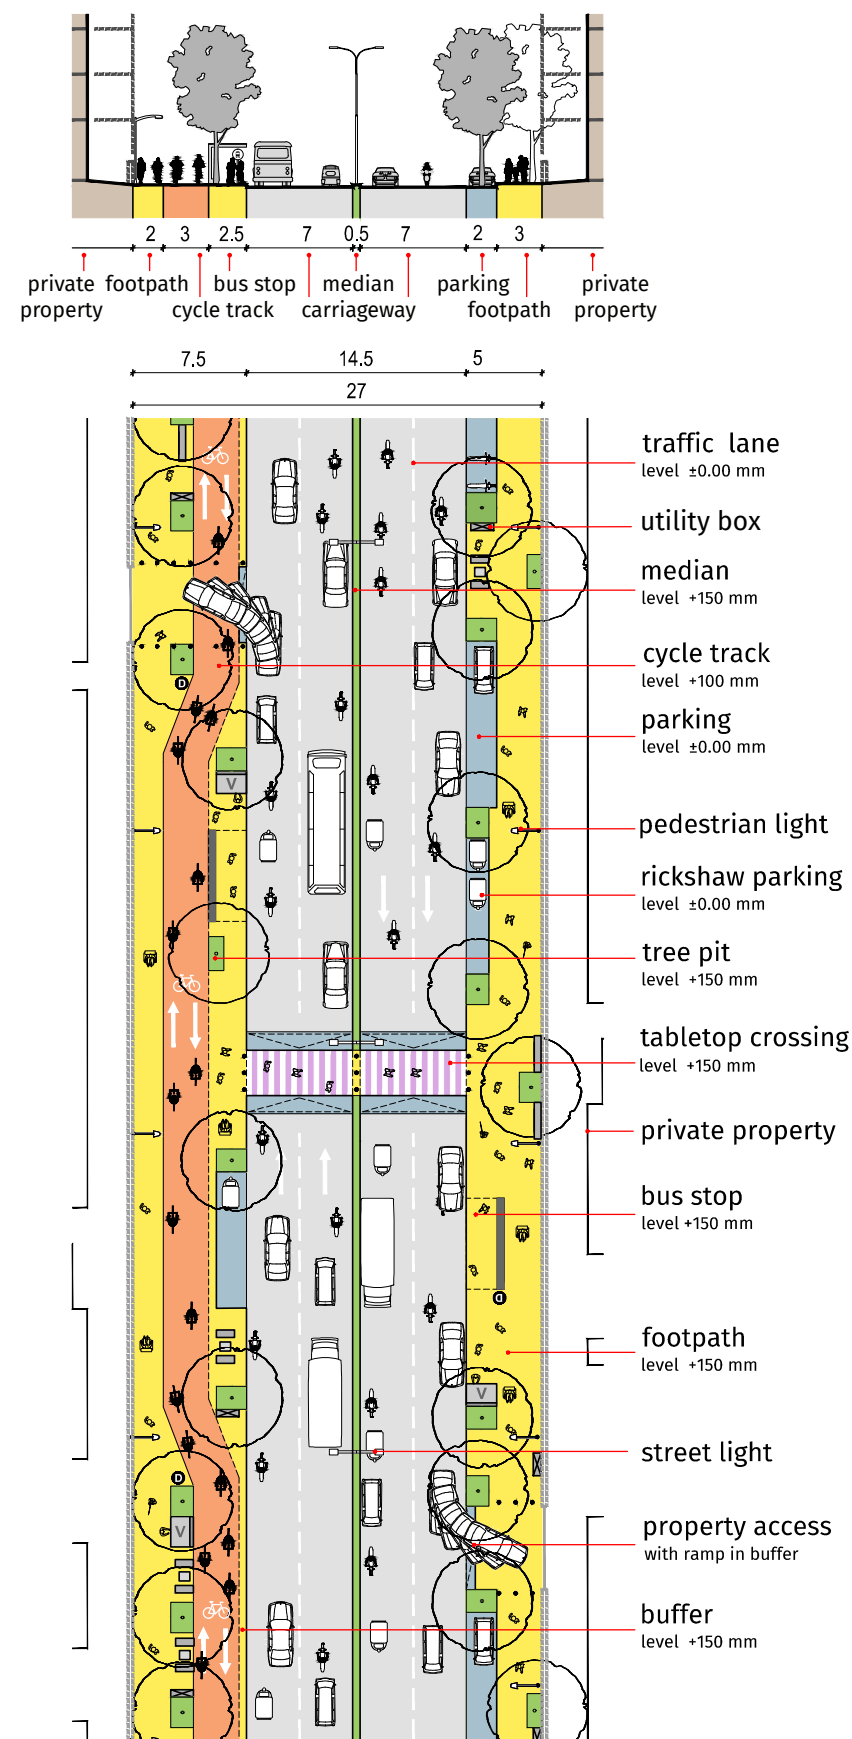 2 3 2.5 7 0.5 7 2 3
private footpath bus stop median parking private
property cycle track carriageway footpath property
7.5 14.5 5
27
traffic lane
level ±0.00 mm
utility box
median
level +150 mm
cycle track
level +100 mm
D
parking
level ±0.00 mm
V
pedestrian light
rickshaw parking
level ±0.00 mm
tree pit
level +150 mm
tabletop crossing
level +150 mm
private property
bus stop
level +150 mm
D
footpath
level +150 mm
V
street light
D
property access
with ramp in buffer
V
buffer
level +150 mm